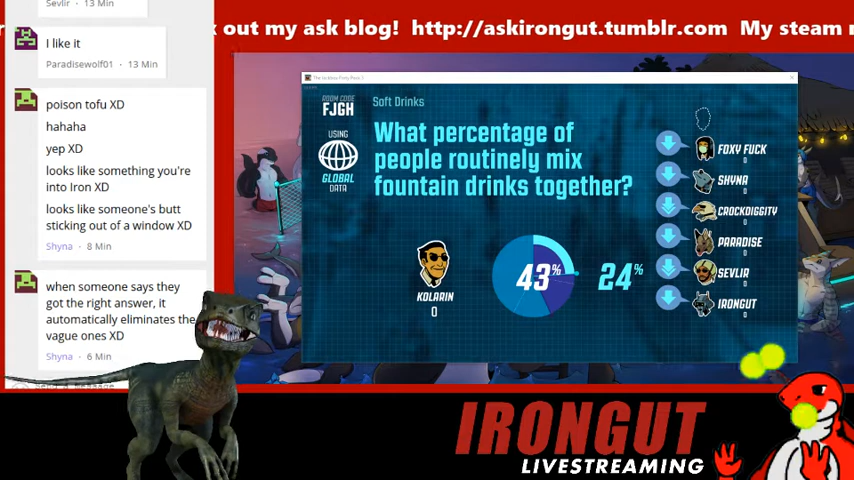 Sevlir
I like it
Paradisewolf01 · 13 Min
poison tofu XD
hahaha
yep XD
looks like something you're
into Iron XD
looks like someone's butt
sticking out of a window XD
Shyna · 8 Min
when someone says they
got the right answer, it
automatically eliminates the
vague ones XD
Shyna · 6 Min
out my ask blog! http://askirongut.tumblr.com My steam
ROOM CODE
FJGH
USING
GLOBAL
DATA
Soft Drinks
What percentage of
people routinely mix
fountain drinks together?
KOLARIN
0
43%
24%
FOXY FUCK
0
SHYNA
0
CROCKDIGGITY
0
PARADISE
0
SEVLIR
0
IRONGUT
0
IRONGUT
LIVESTREAMING